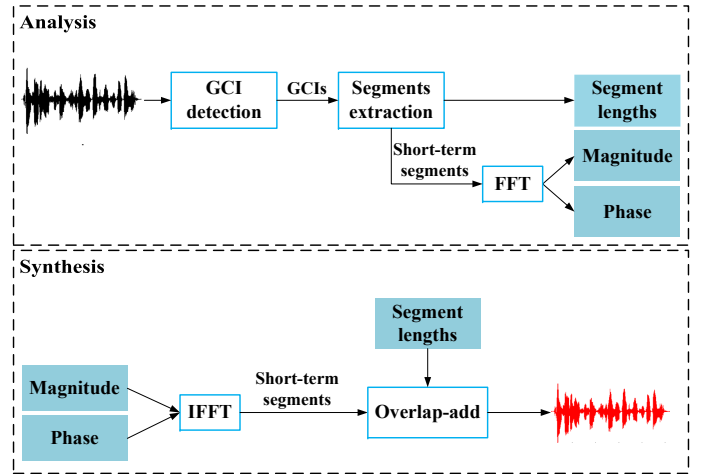 Analysis
GCI
detection
GCIs
Segments
extraction
Segment
lengths
Short-term
segments
FFT
Magnitude
Phase
Synthesis
Segment
lengths
Magnitude
Phase
IFFT
Short-term
segments
Overlap-add